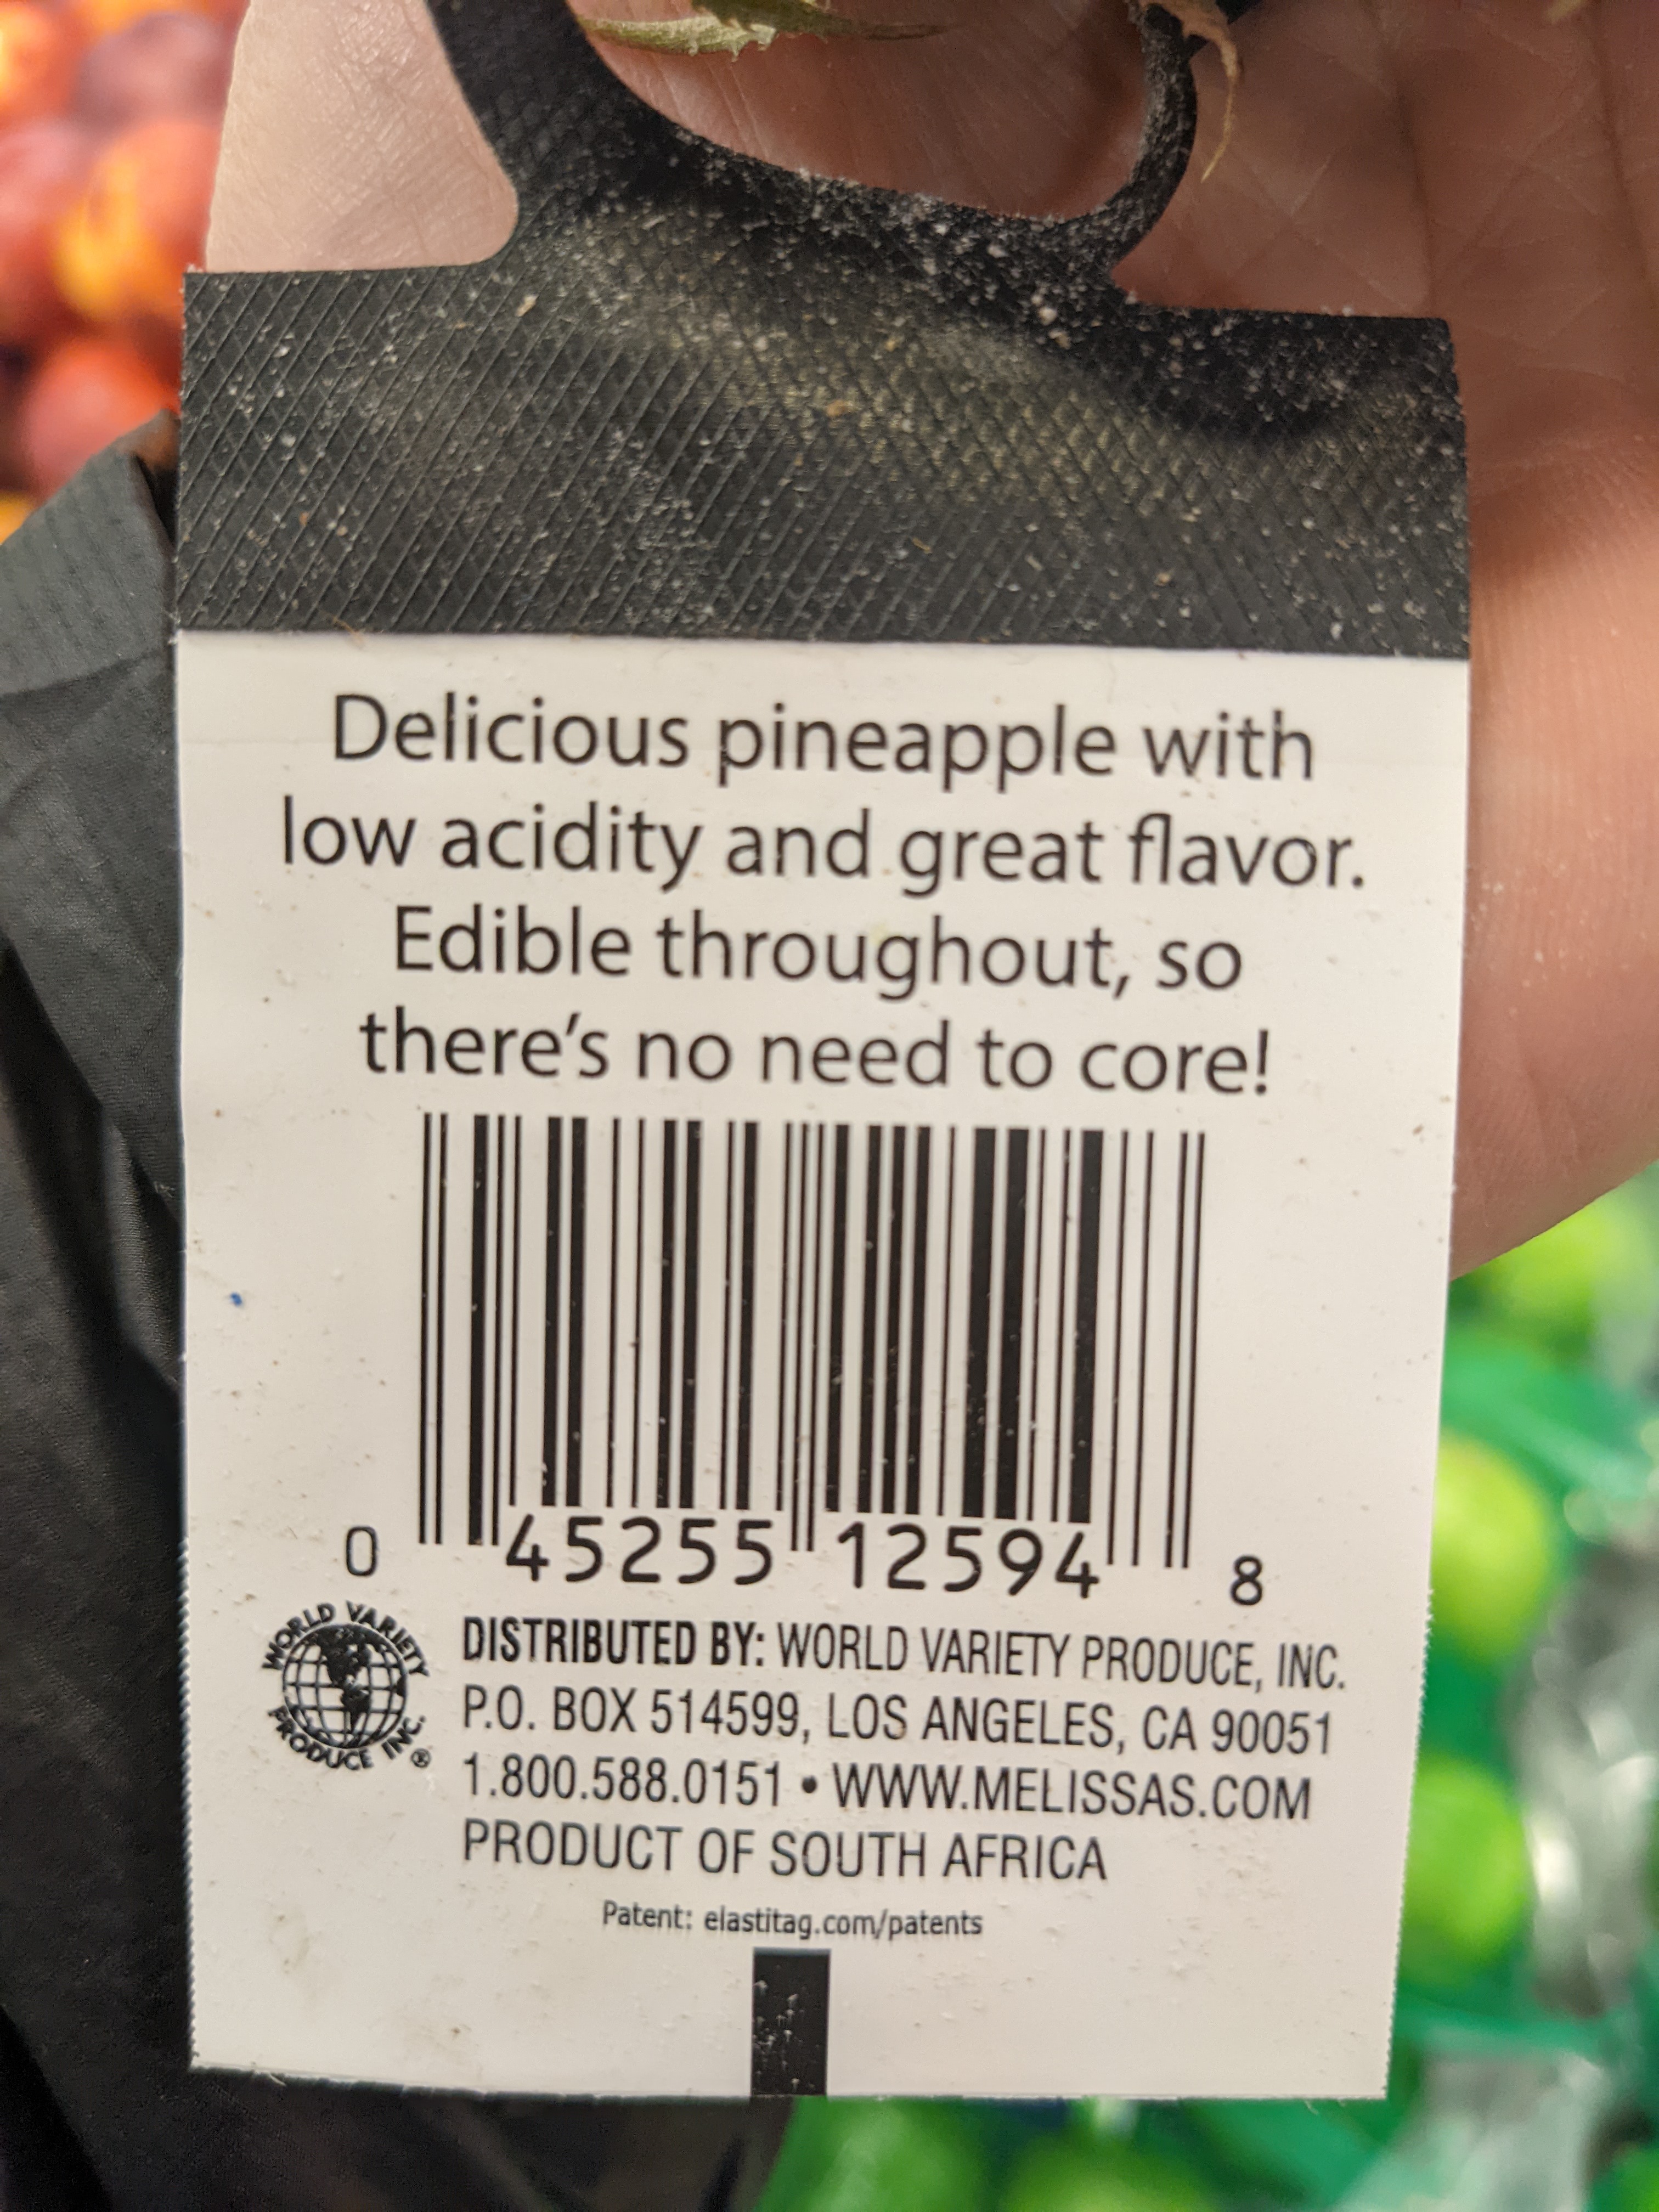 Delicious pineapple with
low acidity and great flavor.
Edible throughout, so
there's no need to core!
0 45255 12594 8
WORLD VARIETY
PRODUCE INC.
®
DISTRIBUTED BY: WORLD VARIETY PRODUCE, INC.
P.O. BOX 514599, LOS ANGELES, CA 90051
1.800.588.0151 • WWW.MELISSAS.COM
PRODUCT OF SOUTH AFRICA
Patent: elastitag.com/patents